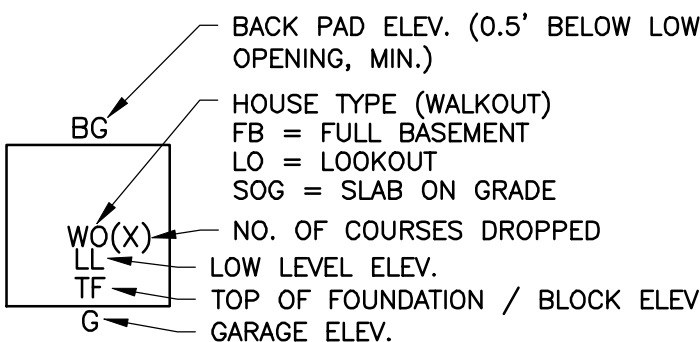 BACK PAD ELEV. (0.5' BELOW LOW
OPENING, MIN.)
BG
HOUSE TYPE (WALKOUT)
FB = FULL BASEMENT
LO = LOOKOUT
SOG = SLAB ON GRADE
WO(X)
NO. OF COURSES DROPPED
LL
LOW LEVEL ELEV.
TF
TOP OF FOUNDATION / BLOCK ELEV
G
GARAGE ELEV.